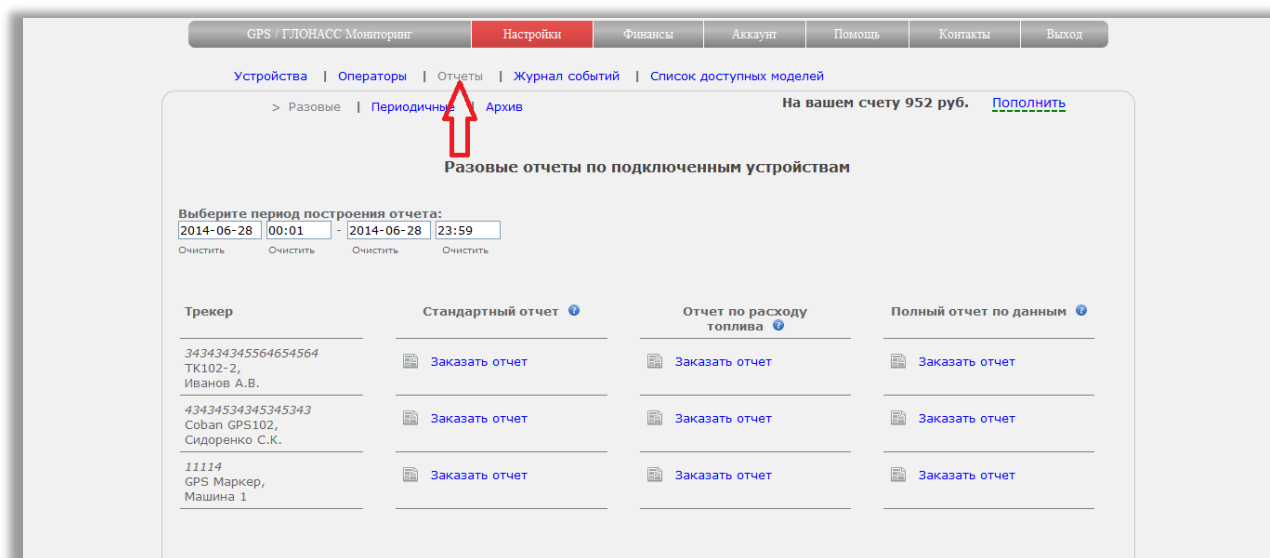 GPS / ГЛОНАСС Мониторинг Настройки Финансы Аккаунт Помощь Контакты Выход
Устройства | Операторы | Отчеты | Журнал событий | Список доступных моделей
> Разовые | Периодичные | Архив На вашем счету 952 руб. Пополнить
Разовые отчеты по подключенным устройствам
Выберите период построения отчета:
2014-06-28 00:01 - 2014-06-28 23:59
Очистить Очистить Очистить Очистить
Трекер Стандартный отчет ? Отчет по расходу Полный отчет по данным ?
топлива ?
343434345564654564
TK102-2, Заказать отчет Заказать отчет Заказать отчет
Иванов А.В.
43434534345345343
Coban GPS102, Заказать отчет Заказать отчет Заказать отчет
Сидоренко С.К.
11114
GPS Маркер, Заказать отчет Заказать отчет Заказать отчет
Машина 1